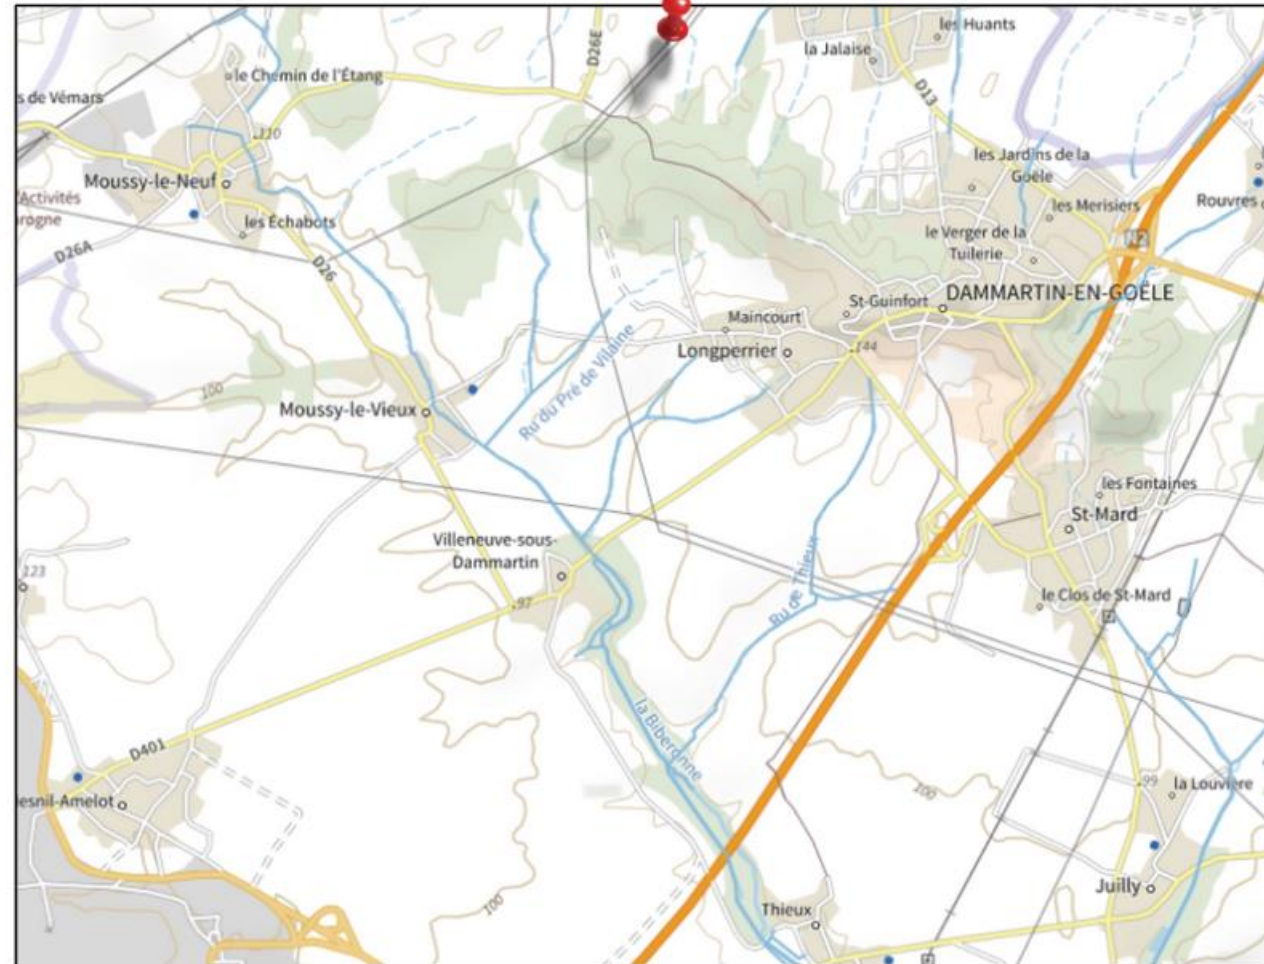 les Huants
D26E
la Jalaise
le Chemin de l'Étang
s de Vémars
D13
110
les Jardins de la
Goële
Moussy-le-Neuf
Activités
Rouvres
les Merisiers
les Échabots
le Verger de la
Tuilerie
N2
D26A
D26
DAMMARTIN-EN-GOËLE
St-Guinfort
Maincourt
Longperrier
144
Ru du Pré de Vilaine
100
Moussy-le-Vieux
les Fontaines
St-Mard
Villeneuve-sous-
Dammartin
Ru de Thieux
123
97
le Clos de St-Mard
la Biberonne
D401
99
la Louvière
100
esnil-Amelot
Juilly
100
Thieux